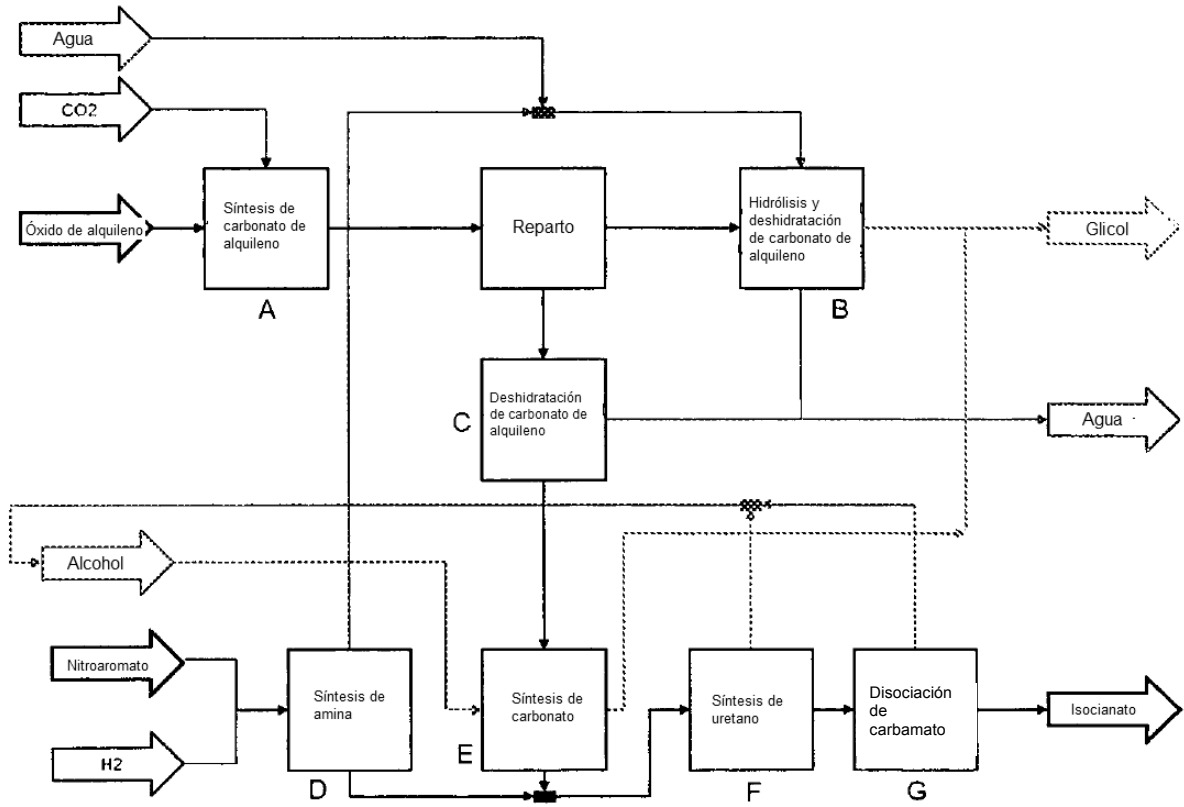 Agua
CO2
Óxido de alquileno
Síntesis de
carbonato de
alquileno
A
Reparto
Hidrólisis y
deshidratación
de carbonato de
alquileno
B
Glicol
Deshidratación
de carbonato de
alquileno
C
Agua
Alcohol
Nitroaromato
H2
Síntesis de
amina
D
Síntesis de
carbonato
E
Síntesis de
uretano
F
Disociación
de
carbamato
G
Isocianato